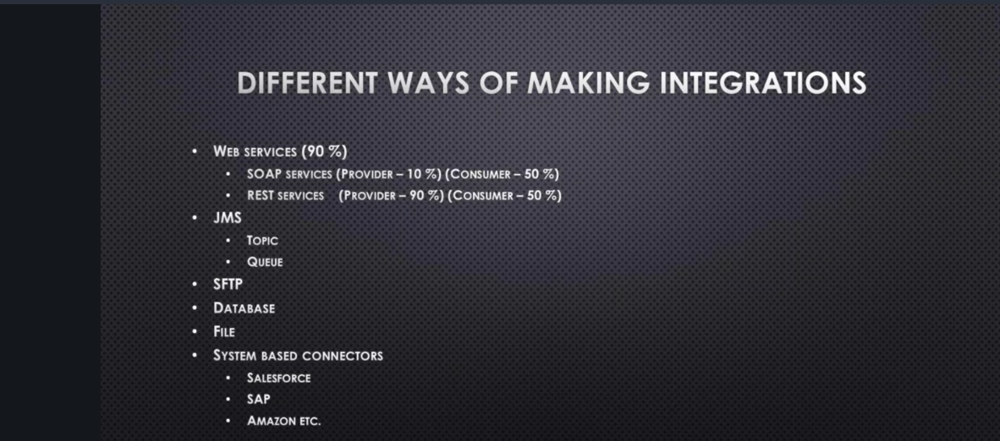 DIFFERENT WAYS OF MAKING INTEGRATIONS
• WEB SERVICES (90 %)
• SOAP SERVICES (PROVIDER – 10 %) (CONSUMER – 50 %)
• REST SERVICES (PROVIDER – 90 %) (CONSUMER – 50 %)
• JMS
• TOPIC
• QUEUE
• SFTP
• DATABASE
• FILE
• SYSTEM BASED CONNECTORS
• SALESFORCE
• SAP
• AMAZON ETC.